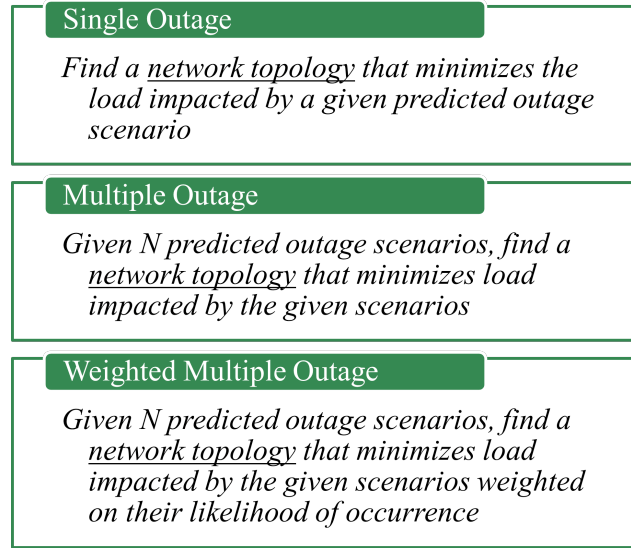 Single Outage
Find a network topology that minimizes the
load impacted by a given predicted outage
scenario
Multiple Outage
Given N predicted outage scenarios, find a
network topology that minimizes load
impacted by the given scenarios
Weighted Multiple Outage
Given N predicted outage scenarios, find a
network topology that minimizes load
impacted by the given scenarios weighted
on their likelihood of occurrence